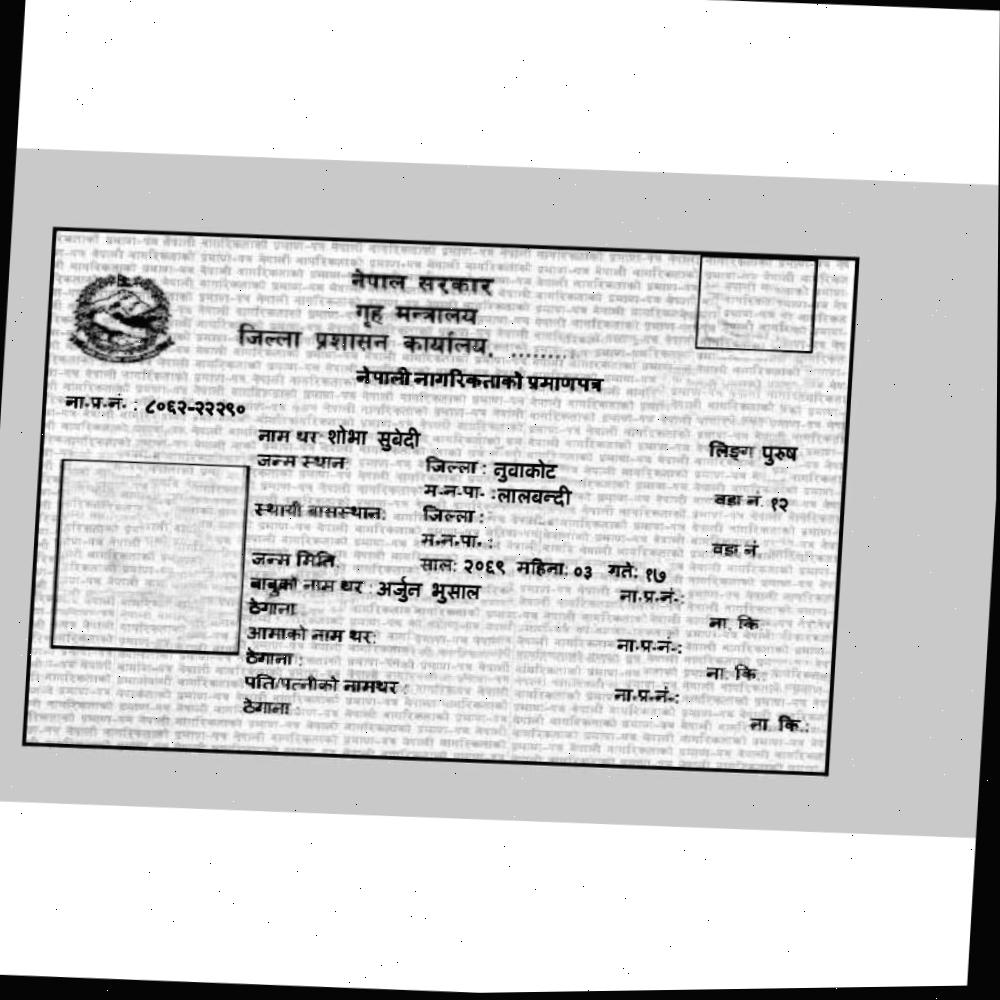 नेपाल सरकार
गृह मन्त्रालय
जिल्ला प्रशासन कार्यालय, ........
नेपाली नागरिकताको प्रमाणपत्र
ना.प्र.नं. : ८०६२-२२२९०
नाम थर शोभा सुबेदी लिङ्ग पुरुष
जन्म स्थान: जिल्ला : नुवाकोट
म.न.पा. : लालबन्दी वडा नं. १२
स्थायी बासस्थान: जिल्ला :
म.न.पा. : वडा नं.
जन्म मिति: साल: २०६९ महिना: ०३ गते: १७
बाबुको नाम थर : अर्जुन भुसाल ना.प्र.नं.:
ठेगाना : ना. कि.:
आमाको नाम थर: ना.प्र.नं.:
ठेगाना : ना. कि.:
पति/पत्नीको नामथर : ना.प्र.नं.:
ठेगाना : ना. कि.: